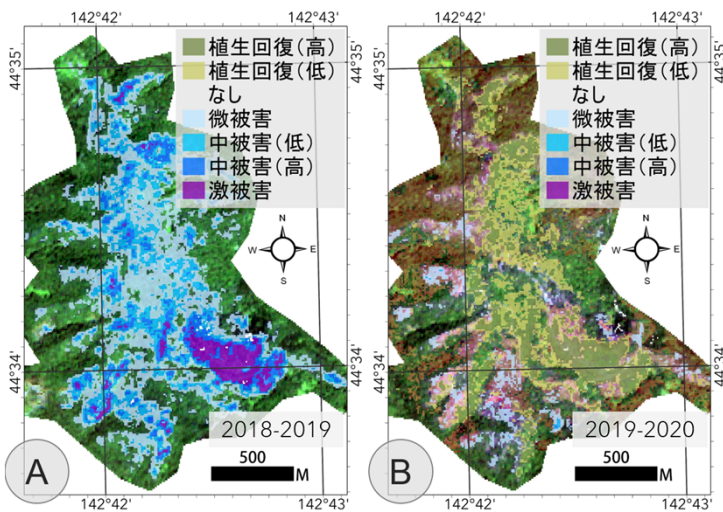 142°42'
142°43'
142°42'
142°43'
44°35'
44°35'
植生回復(高)
植生回復(低)
なし
微被害
中被害(低)
中被害(高)
激被害
植生回復(高)
植生回復(低)
なし
微被害
中被害(低)
中被害(高)
激被害
N
W
E
S
N
W
E
S
44°34'
44°34'
2018-2019
2019-2020
A
500
M
B
500
M
142°42'
142°43'
142°42'
142°43'